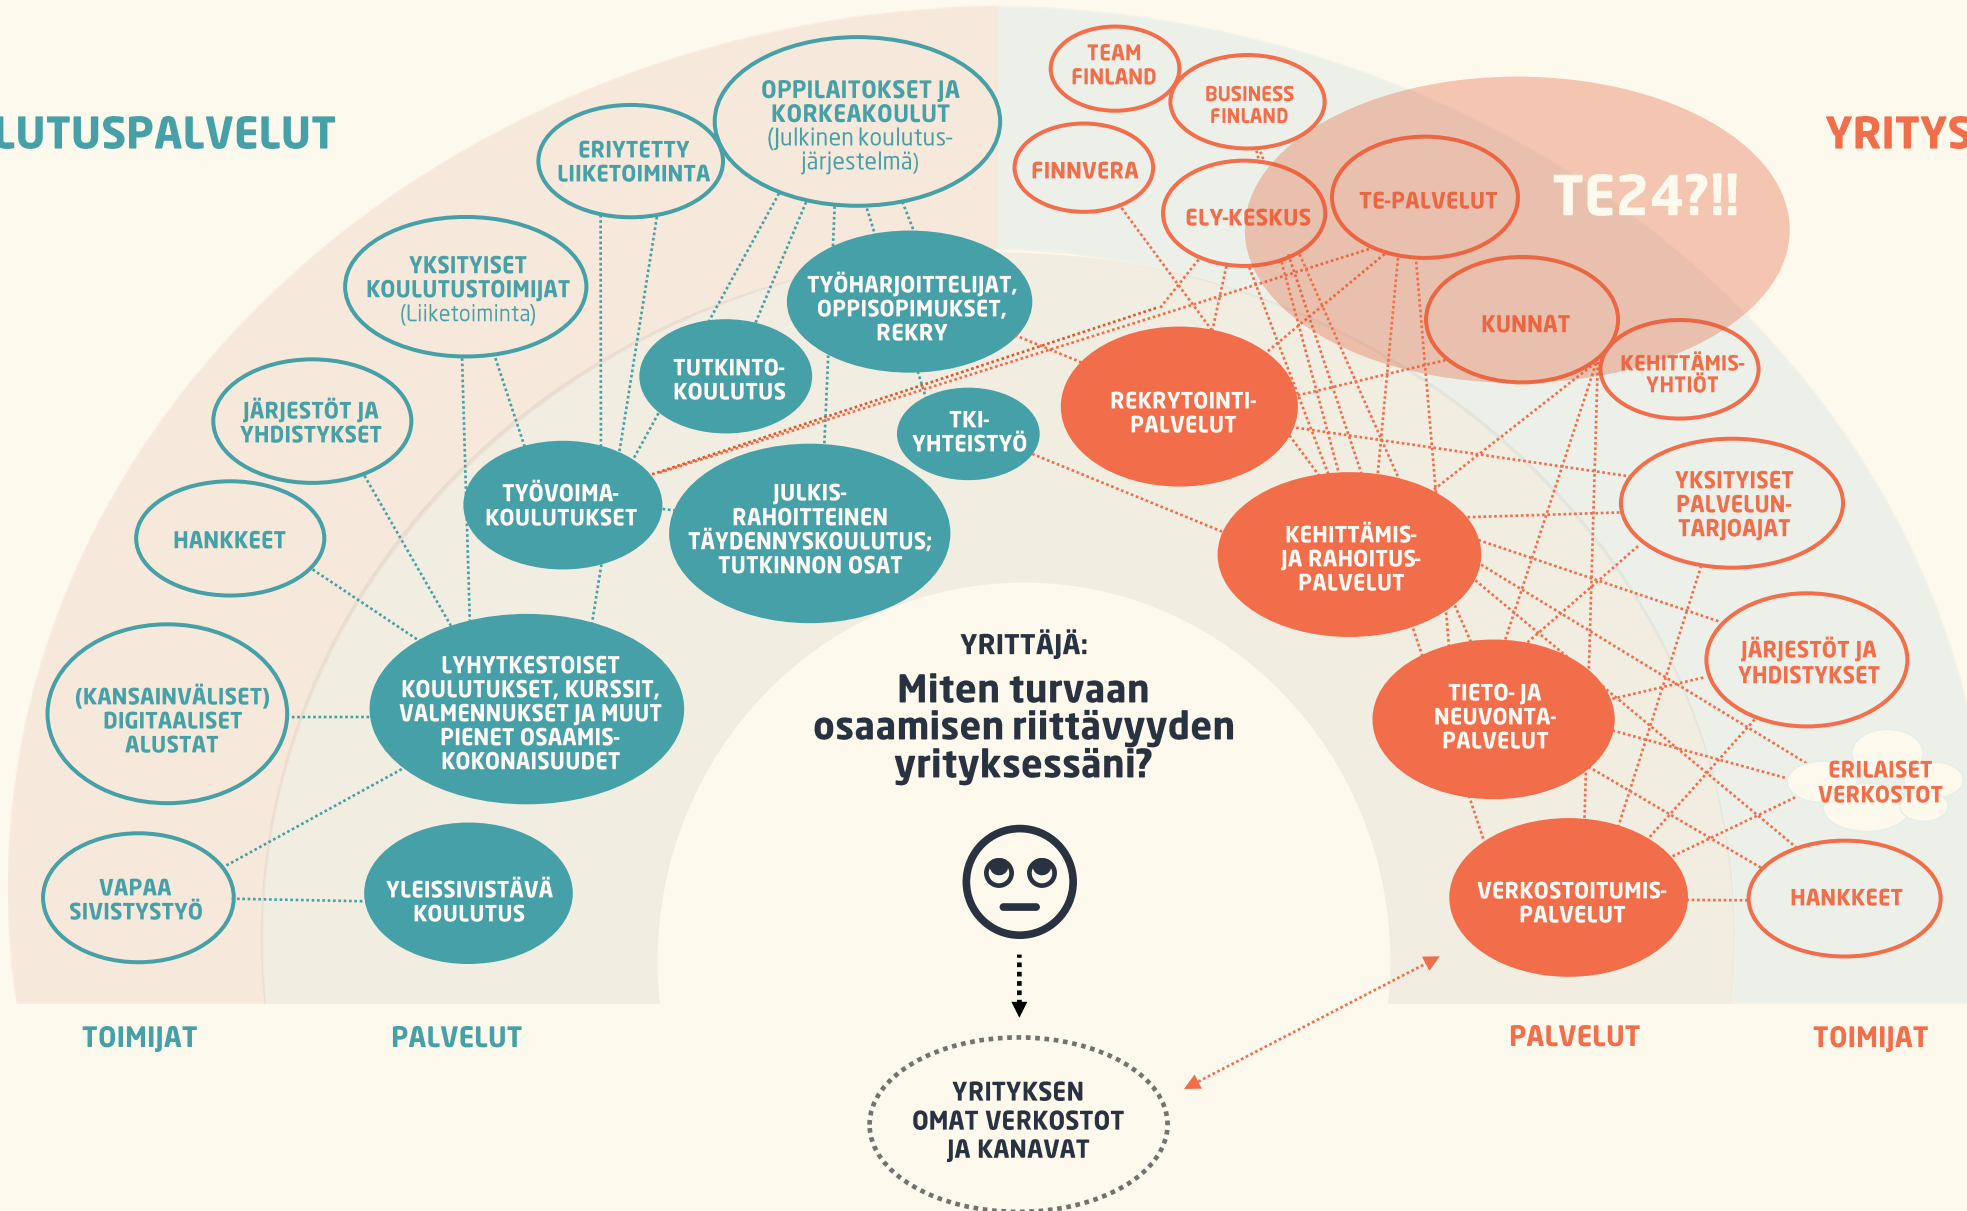 LUTUSPALVELUT
YRITYS
OPPILAITOKSET JA
KORKEAKOULUT
(Julkinen koulutus-
järjestelmä)
ERIYTETTY
LIIKETOIMINTA
YKSITYISET
KOULUTUSTOIMIJAT
(Liiketoiminta)
JÄRJESTÖT JA
YHDISTYKSET
HANKKEET
(KANSAINVÄLISET)
DIGITAALISET
ALUSTAT
VAPAA
SIVISTYSTYÖ
TYÖHARJOITTELIJAT,
OPPISOPIMUKSET,
REKRY
TUTKINTO-
KOULUTUS
TKI-
YHTEISTYÖ
TYÖVOIMA-
KOULUTUKSET
JULKIS-
RAHOITTEINEN
TÄYDENNYSKOULUTUS;
TUTKINNON OSAT
LYHYTKESTOISET
KOULUTUKSET, KURSSIT,
VALMENNUKSET JA MUUT
PIENET OSAAMIS-
KOKONAISUUDET
YLEISSIVISTÄVÄ
KOULUTUS
TEAM
FINLAND
BUSINESS
FINLAND
FINNVERA
ELY-KESKUS
TE-PALVELUT
TE24?!!
KUNNAT
KEHITTÄMIS-
YHTIÖT
YKSITYISET
PALVELUN-
TARJOAJAT
JÄRJESTÖT JA
YHDISTYKSET
ERILAISET
VERKOSTOT
HANKKEET
REKRYTOINTI-
PALVELUT
KEHITTÄMIS-
JA RAHOITUS-
PALVELUT
TIETO- JA
NEUVONTA-
PALVELUT
VERKOSTOITUMIS-
PALVELUT
YRITTÄJÄ:
Miten turvaan
osaamisen riittävyyden
yrityksessäni?
TOIMIJAT
PALVELUT
PALVELUT
TOIMIJAT
YRITYKSEN
OMAT VERKOSTOT
JA KANAVAT